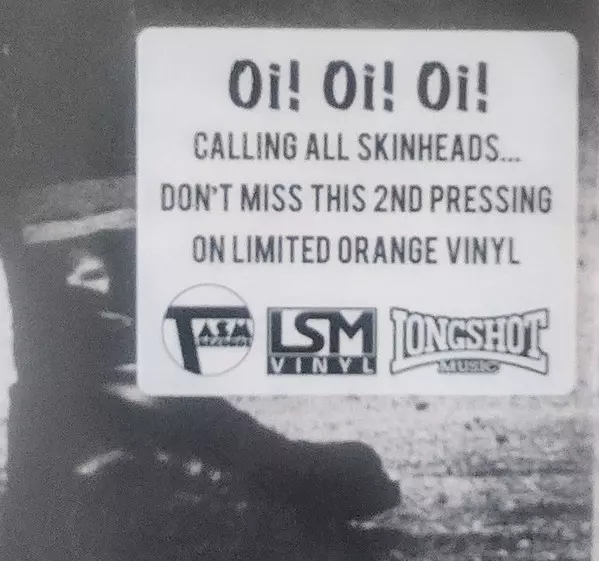 Oi! Oi! Oi!
CALLING ALL SKINHEADS...
DON'T MISS THIS 2ND PRESSING
ON LIMITED ORANGE VINYL
TASM
RECORDS
LSM
VINYL
LONGSHOT
MUSIC